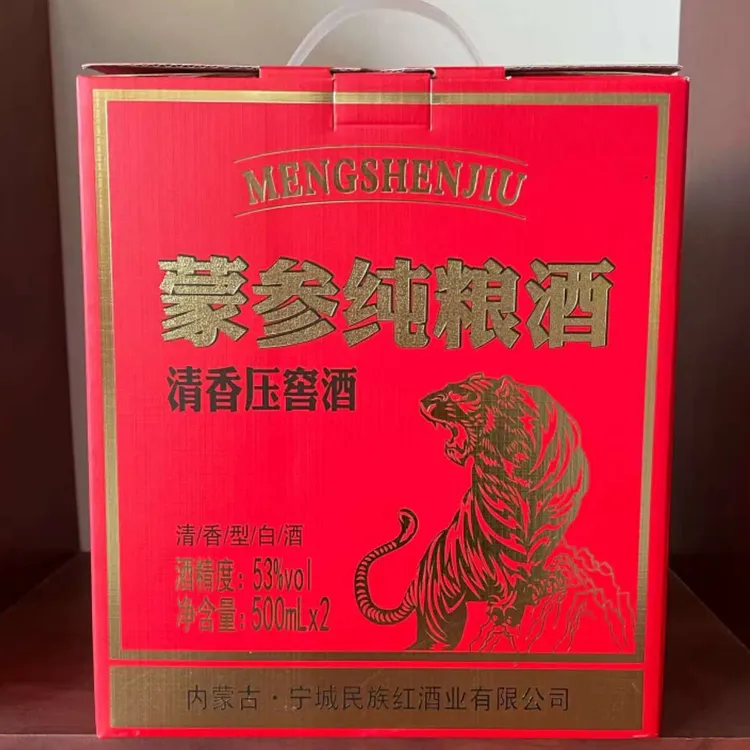 MENGSHENJIU
蒙参纯粮酒
清香压窖酒
清/香/型/白/酒
酒精度：53%vol
净含量：500mLx2
内蒙古·宁城民族红酒业有限公司